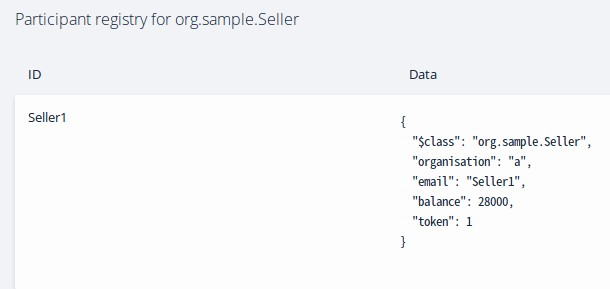 Participant registry for org.sample.Seller
ID Data
Seller1
{
"$class": "org.sample.Seller",
"organisation": "a",
"email": "Seller1",
"balance": 28000,
"token": 1
}